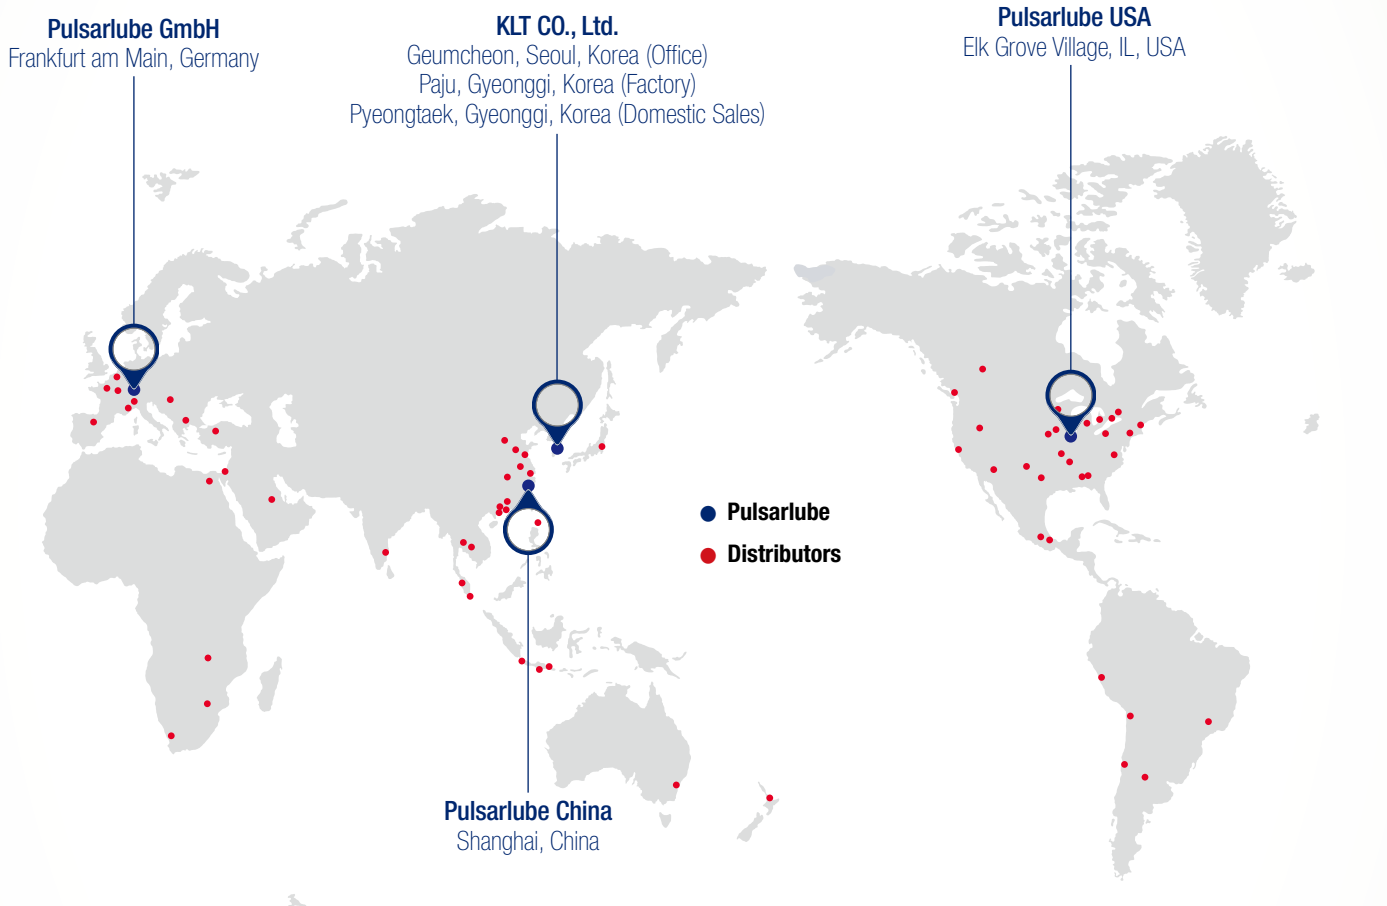 Pulsarlube GmbH
Frankfurt am Main, Germany
KLT CO., Ltd.
Geumcheon, Seoul, Korea (Office)
Paju, Gyeonggi, Korea (Factory)
Pyeongtaek, Gyeonggi, Korea (Domestic Sales)
Pulsarlube USA
Elk Grove Village, IL, USA
Pulsarlube
Distributors
Pulsarlube China
Shanghai, China